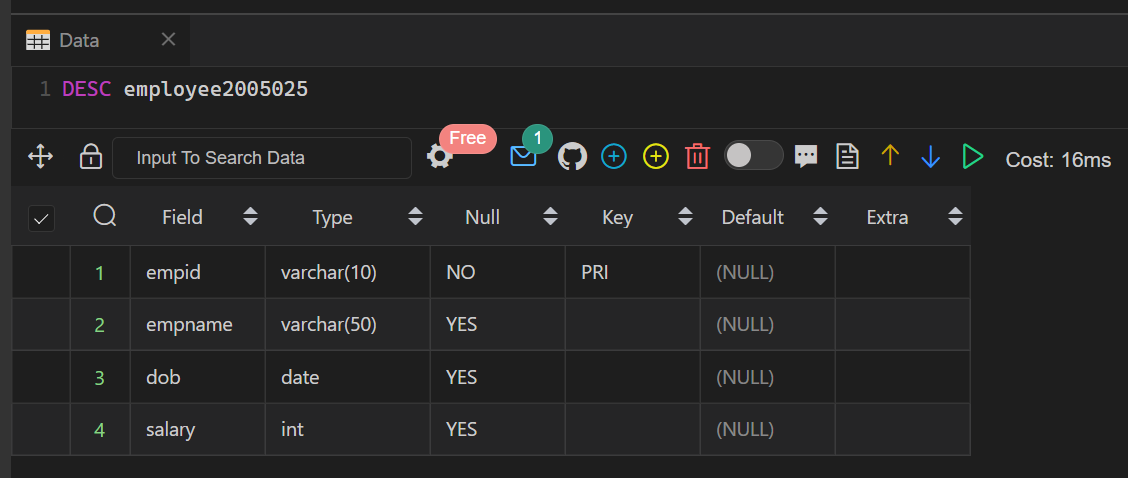 Data
1 DESC employee2005025
Input To Search Data Free 1 Cost: 16ms
Field Type Null Key Default Extra
1 empid varchar(10) NO PRI (NULL)
2 empname varchar(50) YES (NULL)
3 dob date YES (NULL)
4 salary int YES (NULL)